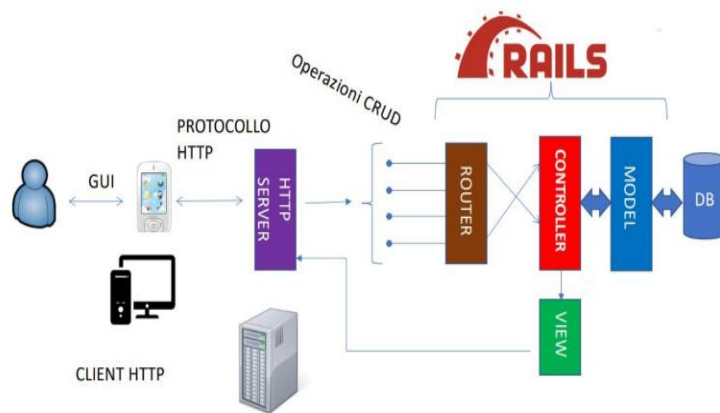 RAILS
Operazioni CRUD
PROTOCOLLO
HTTP
GUI
HTTP
SERVER
ROUTER
CONTROLLER
MODEL
DB
VIEW
CLIENT HTTP